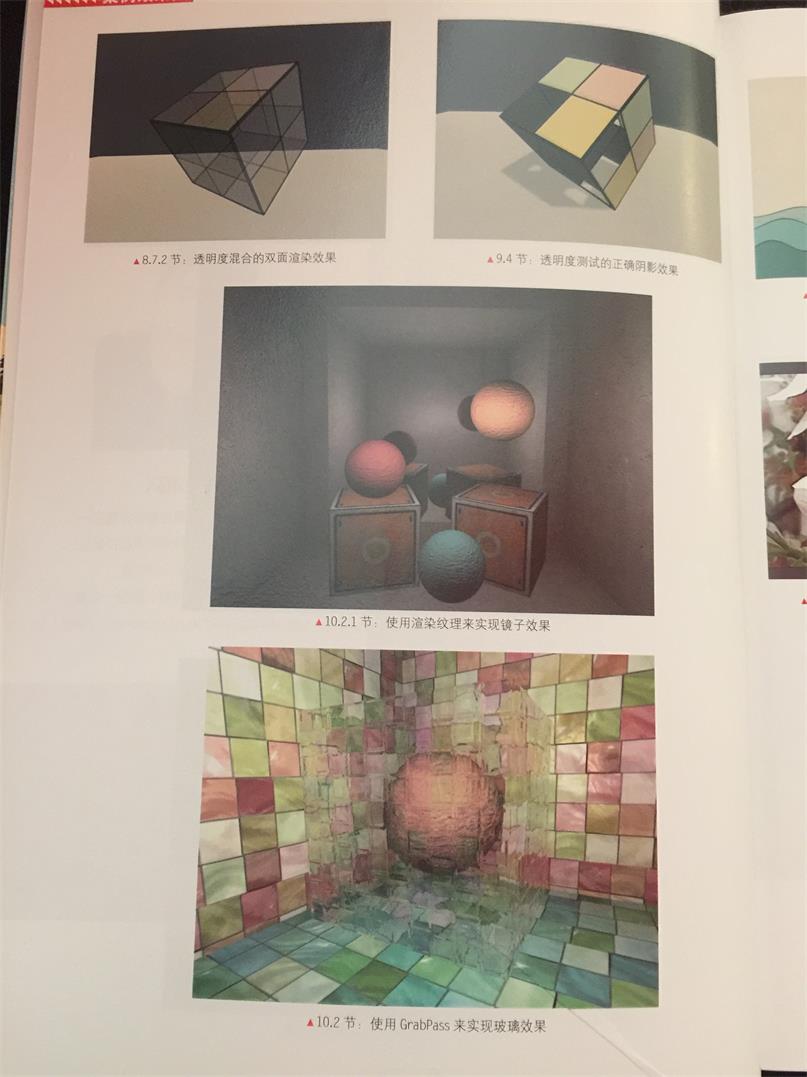 ▲8.7.2 节：透明度混合的双面渲染效果
▲9.4 节：透明度测试的正确阴影效果
▲10.2.1 节：使用渲染纹理来实现镜子效果
▲10.2 节：使用 GrabPass 来实现玻璃效果